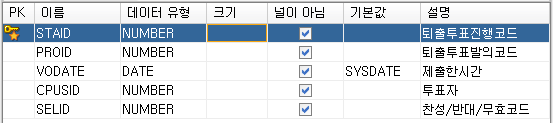 PK 이름 데이터 유형 크기 널이 아님 기본값 설명
STAID NUMBER 퇴출투표진행코드
PROID NUMBER 퇴출투표발의코드
VODATE DATE SYSDATE 제출한시간
CPUSID NUMBER 투표자
SELID NUMBER 찬성/반대/무효코드